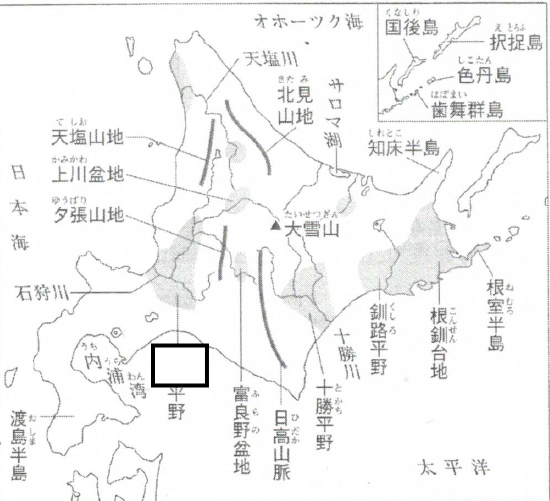 オホーツク海
国後島
くなしり
択捉島
えとろふ
色丹島
しこたん
歯舞群島
はぼまい
天塩川
北見山地
きたみ
サロマ湖
知床半島
しれとこ
天塩山地
てしお
上川盆地
かみかわ
夕張山地
ゆうばり
日本海
大雪山
たいせつざん
石狩川
内浦湾
うちうらわん
平野
渡島半島
おしま
富良野盆地
ふらの
日高山脈
ひだか
十勝平野
とかち
十勝川
釧路平野
くしろ
根釧台地
こんせん
根室半島
ねむろ
太平洋